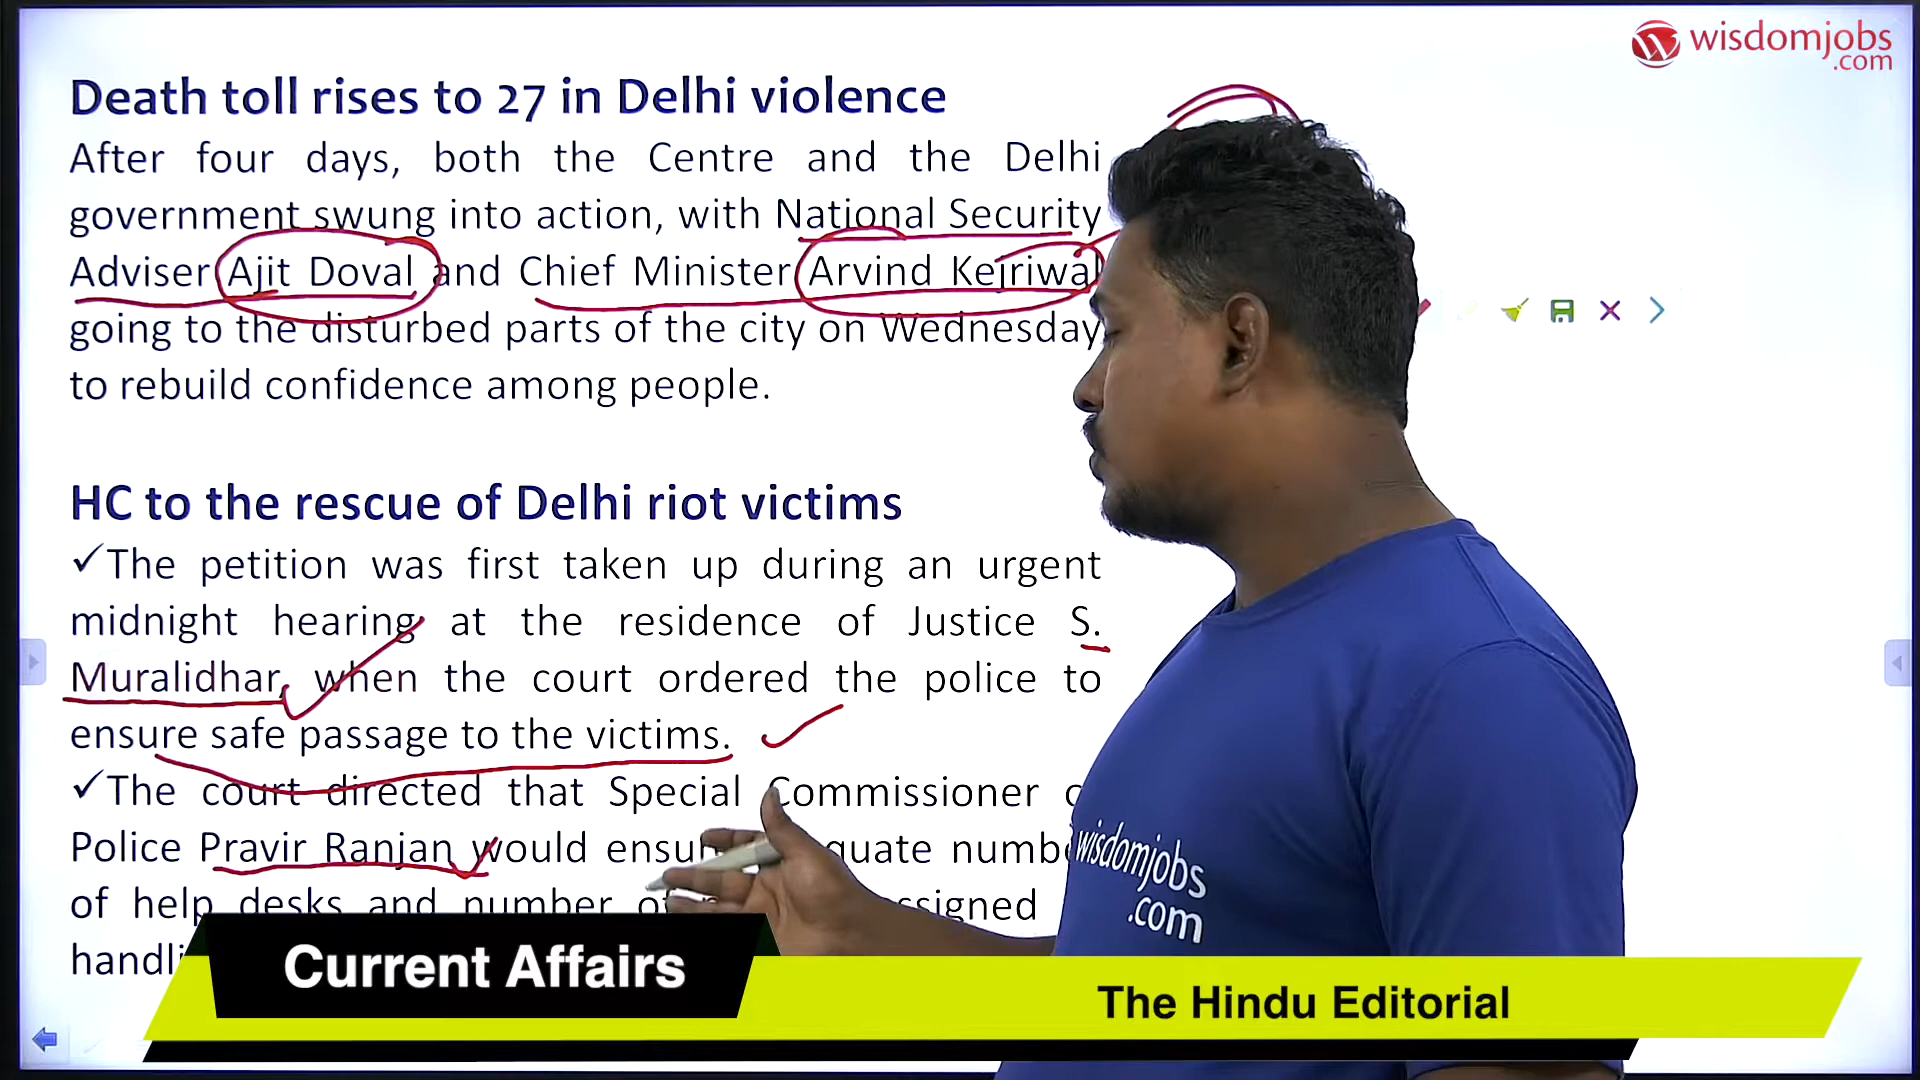 wisdomjobs
.com
Death toll rises to 27 in Delhi violence
After four days, both the Centre and the Delhi
government swung into action, with National Security
Adviser Ajit Doval and Chief Minister Arvind Kejriwal
going to the disturbed parts of the city on Wednesday
to rebuild confidence among people.
HC to the rescue of Delhi riot victims
✓The petition was first taken up during an urgent
midnight hearing at the residence of Justice S.
Muralidhar, when the court ordered the police to
ensure safe passage to the victims.
✓The court directed that Special Commissioner
Police Pravir Ranjan would
of help desks and number of
wisdomjobs
.com
Current Affairs
The Hindu Editorial